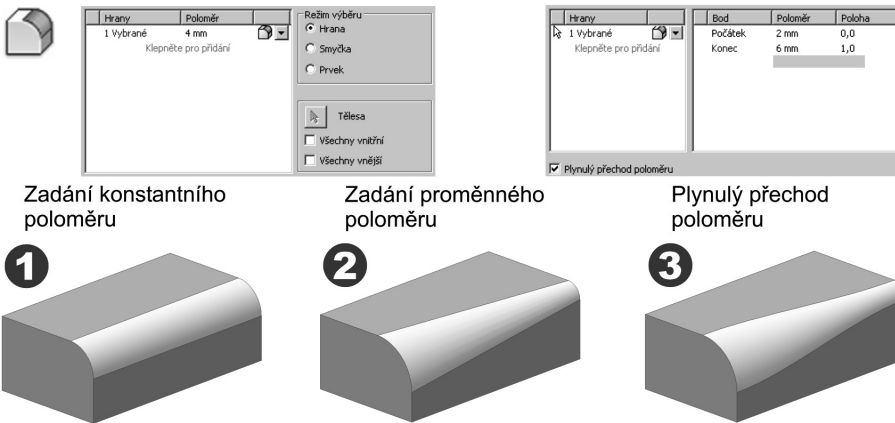 Hrany Poloměr
1 Vybrané 4 mm
Klepněte pro přidání
Režim výběru
Hrana
Smyčka
Prvek
Tělesa
Všechny vnitřní
Všechny vnější
Hrany
1 Vybrané
Klepněte pro přidání
Bod Poloměr Poloha
Počátek 2 mm 0,0
Konec 6 mm 1,0
Plynulý přechod poloměru
Zadání konstantního
poloměru
Zadání proměnného
poloměru
Plynulý přechod
poloměru
1
2
3